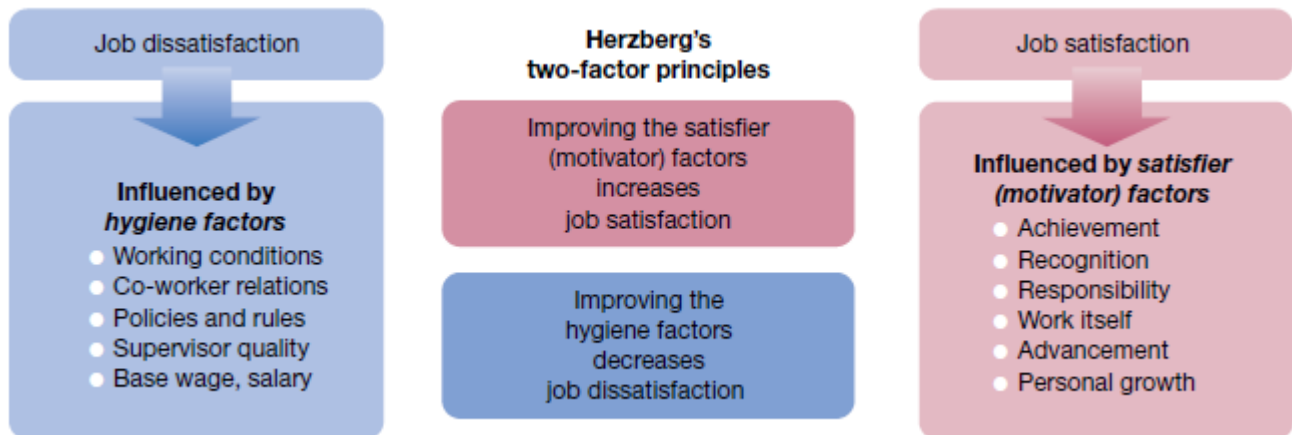 Job dissatisfaction
Influenced by
hygiene factors
Working conditions
Co-worker relations
Policies and rules
Supervisor quality
Base wage, salary
Herzberg's
two-factor principles
Improving the satisfier
(motivator) factors
increases
job satisfaction
Improving the
hygiene factors
decreases
job dissatisfaction
Job satisfaction
Influenced by satisfier
(motivator) factors
Achievement
Recognition
Responsibility
Work itself
Advancement
Personal growth